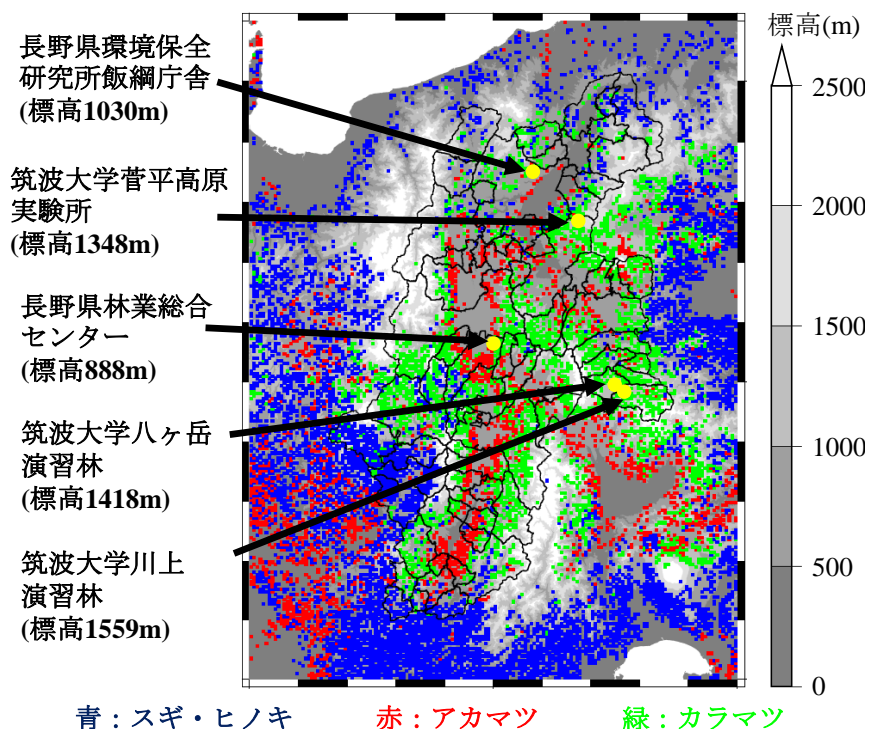 長野県環境保全
研究所飯綱庁舎
(標高1030m)
筑波大学菅平高原
実験所
(標高1348m)
長野県林業総合
センター
(標高888m)
筑波大学八ヶ岳
演習林
(標高1418m)
筑波大学川上
演習林
(標高1559m)
標高(m)
2500
2000
1500
1000
500
0
青：スギ・ヒノキ 赤：アカマツ 緑：カラマツ